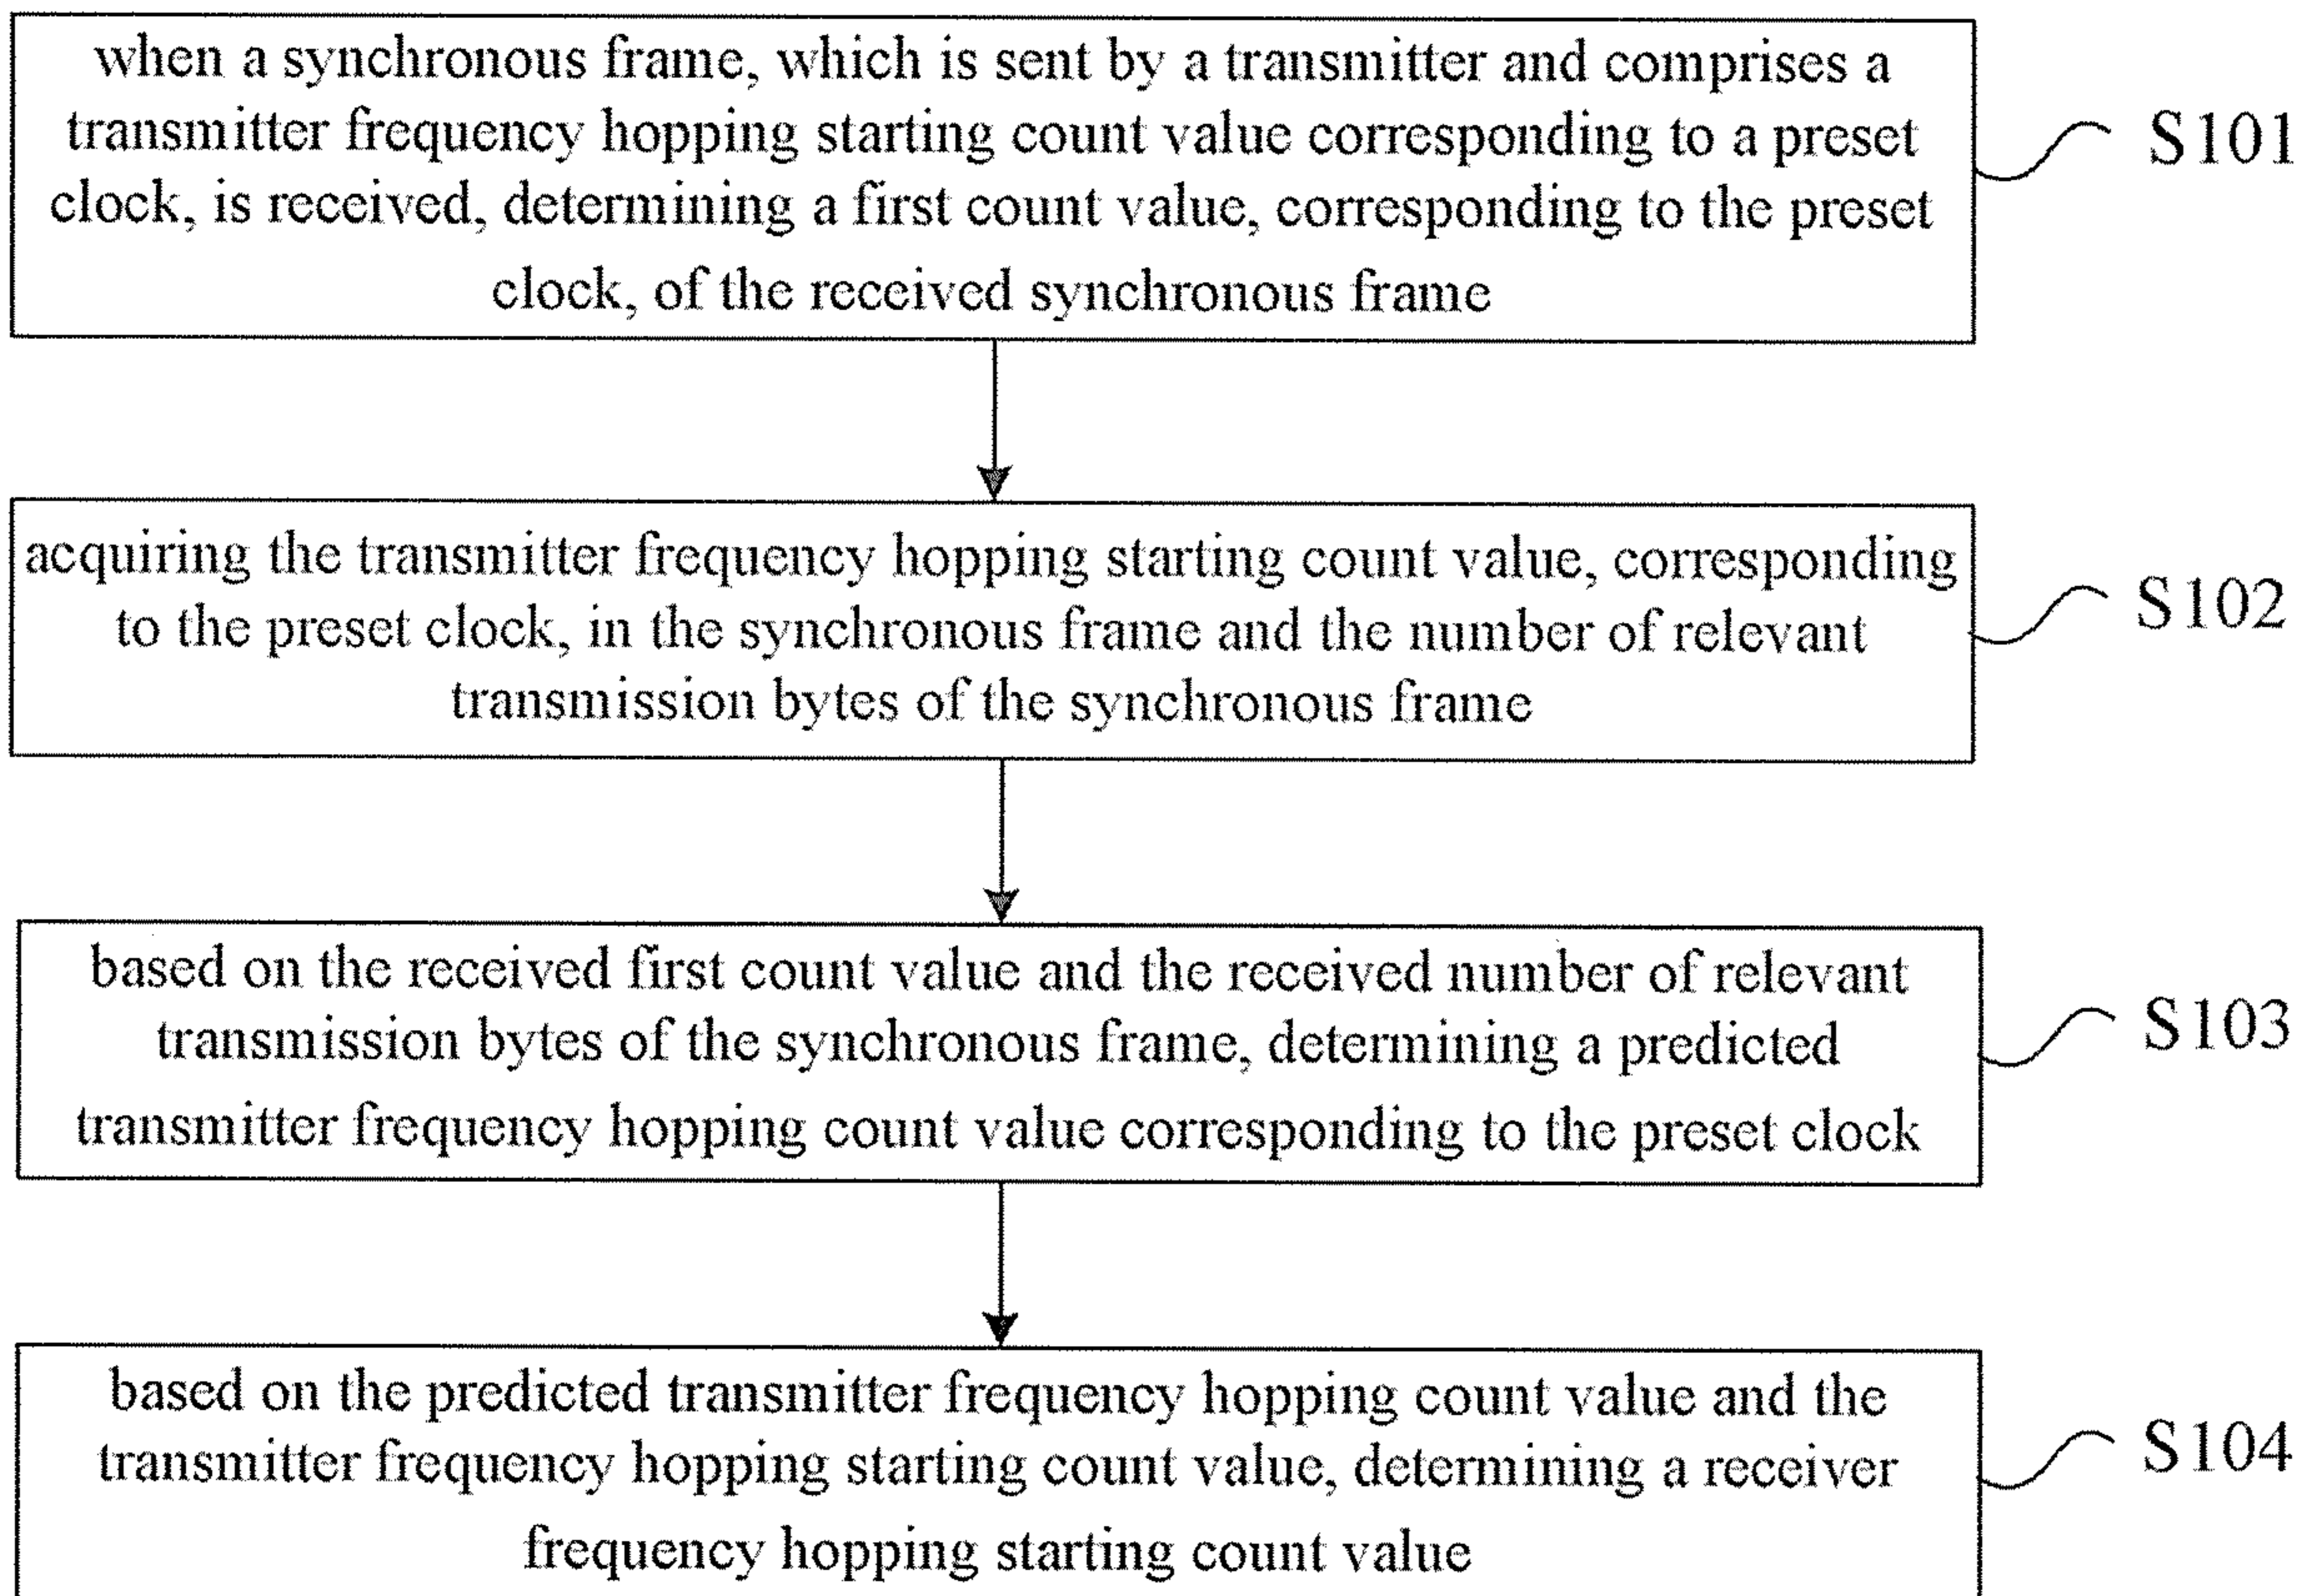 when a synchronous frame, which is sent by a transmitter and comprises a
transmitter frequency hopping starting count value corresponding to a preset
clock, is received, determining a first count value, corresponding to the preset
clock, of the received synchronous frame
S101
acquiring the transmitter frequency hopping starting count value, corresponding
to the preset clock, in the synchronous frame and the number of relevant
transmission bytes of the synchronous frame
S102
based on the received first count value and the received number of relevant
transmission bytes of the synchronous frame, determining a predicted
transmitter frequency hopping count value corresponding to the preset clock
S103
based on the predicted transmitter frequency hopping count value and the
transmitter frequency hopping starting count value, determining a receiver
frequency hopping starting count value
S104